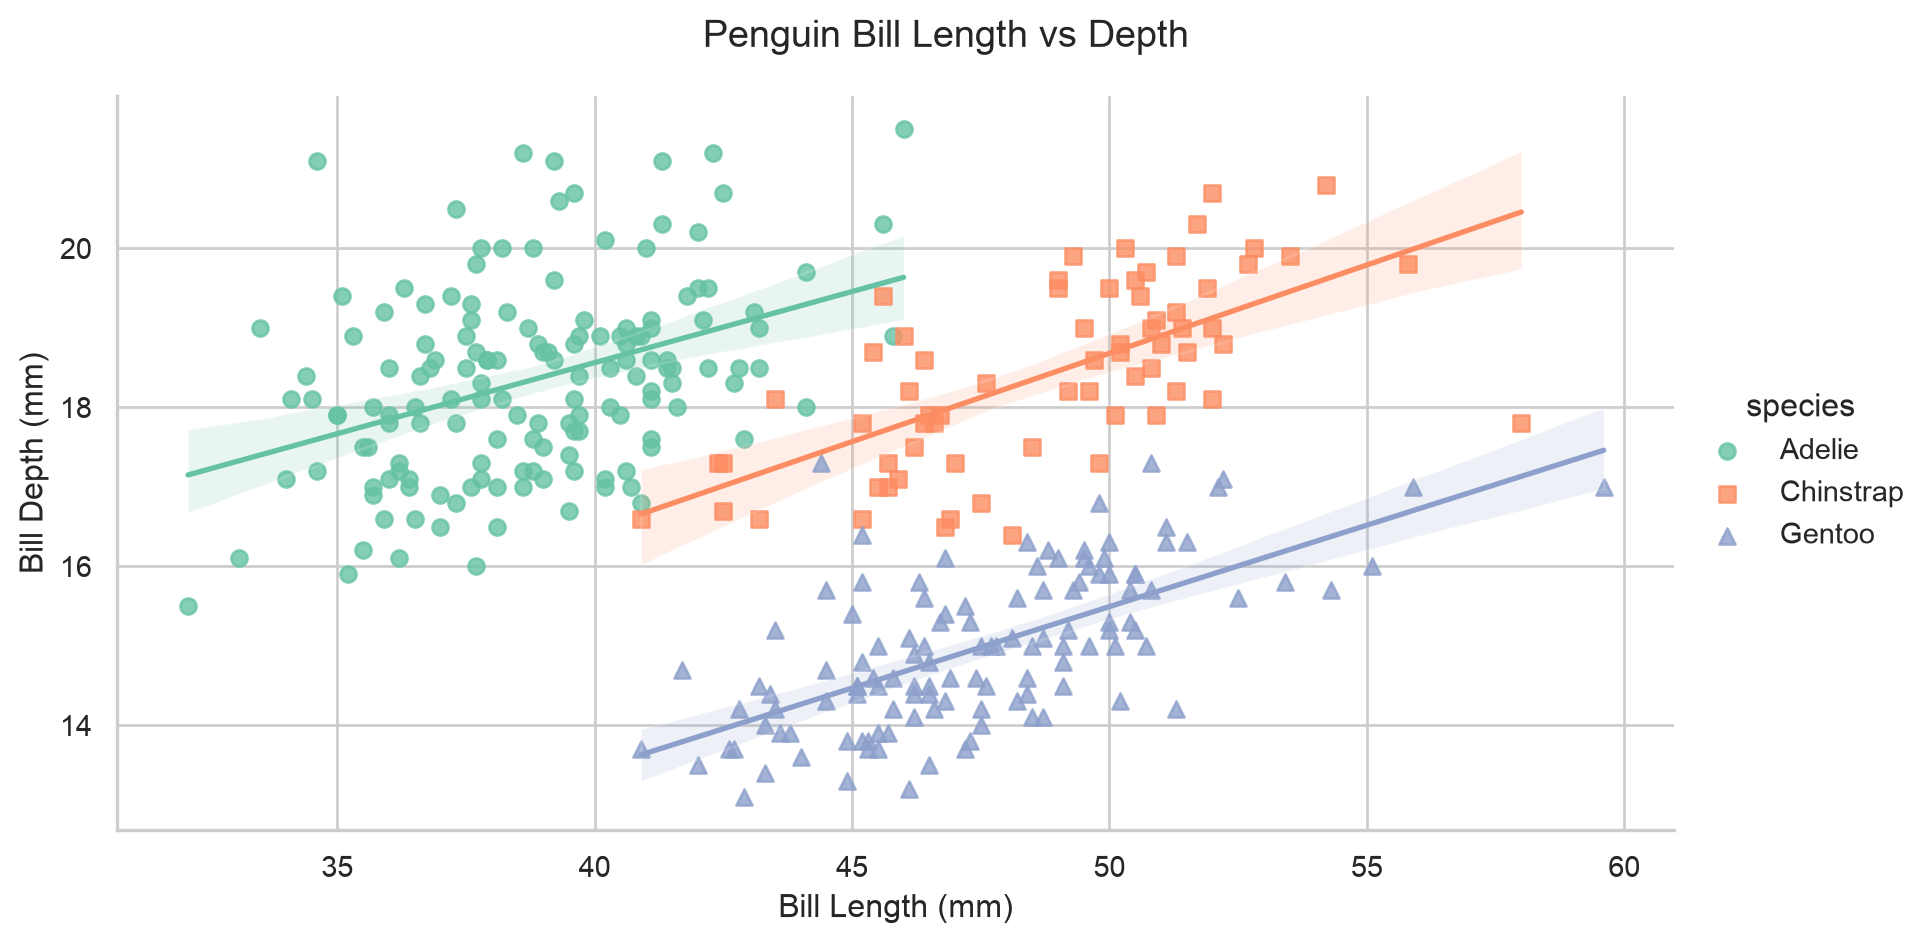 Penguin Bill Length vs Depth
Bill Depth (mm)
20
18
16
14
35 40 45 50 55 60
Bill Length (mm)
species
Adelie
Chinstrap
Gentoo